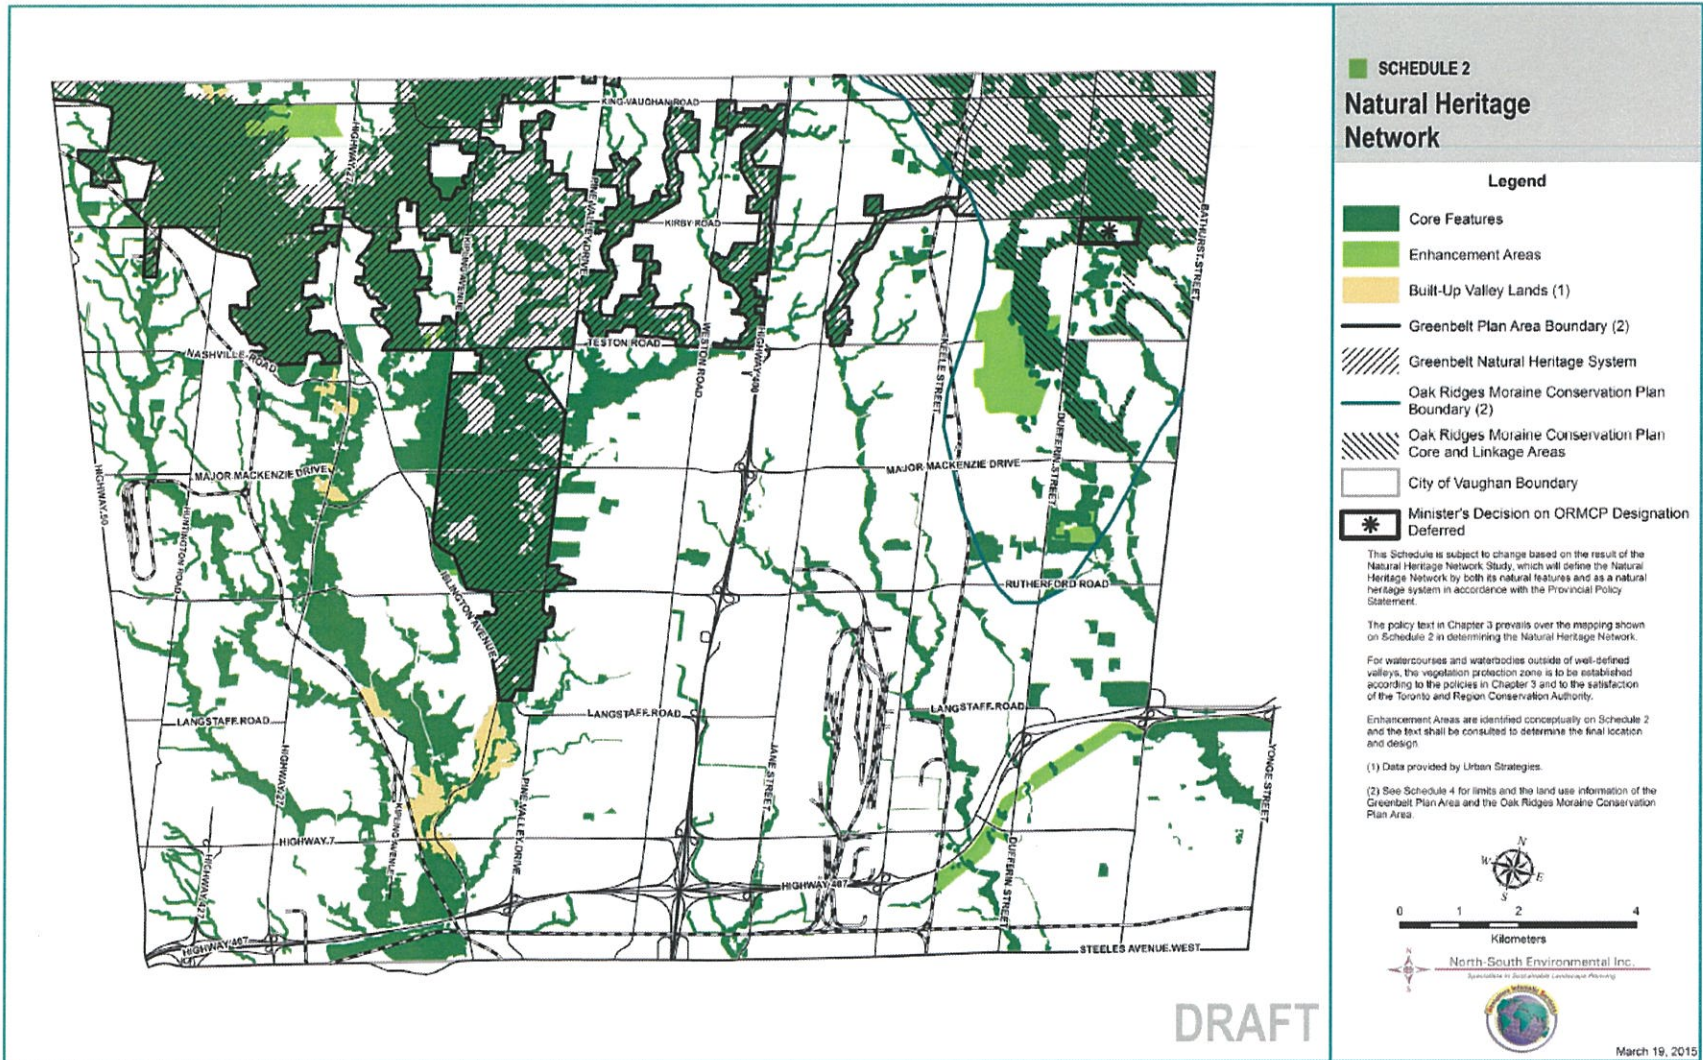 KING-VAUGHAN ROAD
HIGHWAY 27
PINE VALLEY DRIVE
KIRBY ROAD
BATHURST STREET
KIPLING AVENUE
TESTON ROAD
NASHVILLE ROAD
WESTON ROAD
HIGHWAY 400
KEELE STREET
DUFFERIN STREET
MAJOR MACKENZIE DRIVE
MAJOR MACKENZIE DRIVE
HIGHWAY 50
HUNTINGTON ROAD
ISLINGTON AVENUE
RUTHERFORD ROAD
LANGSTAFF ROAD
LANGSTAFF ROAD
LANGSTAFF ROAD
HIGHWAY 27
JANE STREET
YONGE STREET
PINE VALLEY DRIVE
KIPLING AVENUE
HIGHWAY 7
HIGHWAY 427
HIGHWAY 407
DUFFERIN STREET
HIGHWAY 407
STEELES AVENUE WEST
DRAFT
SCHEDULE 2
Natural Heritage
Network
Legend
Core Features
Enhancement Areas
Built-Up Valley Lands (1)
Greenbelt Plan Area Boundary (2)
Greenbelt Natural Heritage System
Oak Ridges Moraine Conservation Plan
Boundary (2)
Oak Ridges Moraine Conservation Plan
Core and Linkage Areas
City of Vaughan Boundary
Minister's Decision on ORMCP Designation
Deferred
This Schedule is subject to change based on the result of the
Natural Heritage Network Study, which will define the Natural
Heritage Network by both its natural features and as a natural
heritage system in accordance with the Provincial Policy
Statement.
The policy text in Chapter 3 prevails over the mapping shown
on Schedule 2 in determining the Natural Heritage Network.
For watercourses and waterbodies outside of well-defined
valleys, the vegetation protection zone is to be established
according to the policies in Chapter 3 and to the satisfaction
of the Toronto and Region Conservation Authority.
Enhancement Areas are identified conceptually on Schedule 2
and the text shall be consulted to determine the final location
and design.
(1) Data provided by Urban Strategies.
(2) See Schedule 4 for limits and the land use information of the
Greenbelt Plan Area and the Oak Ridges Moraine Conservation
Plan Area.
N
W
E
S
0 1 2 4
Kilometers
N
North-South Environmental Inc.
Specialists in Sustainable Landscape Planning
S
March 19, 2015